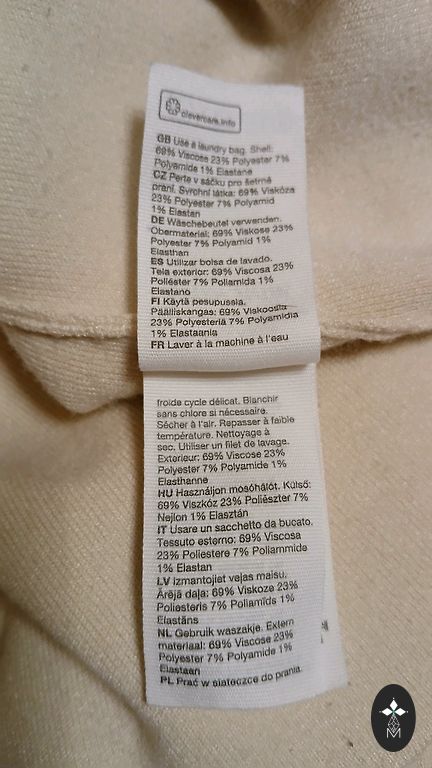 clevercare.info
GB Use a laundry bag. Shell:
69% Viscose 23% Polyester 7%
Polyamide 1% Elastane
CZ Perte v sáčku pro šetrné
praní. Svrchní látka: 69% Viskóza
23% Polyester 7% Polyamid
1% Elastan
DE Wäschebeutel verwenden.
Obermaterial: 69% Viskose 23%
Polyester 7% Polyamid 1%
Elasthan
ES Utilizar bolsa de lavado.
Tela exterior: 69% Viscosa 23%
Poliéster 7% Poliamida 1%
Elastano
FI Käytä pesupussia.
Päälliskangas: 69% Viskoosia
23% Polyesteriä 7% Polyamidia
1% Elastaania
FR Laver à la machine à l'eau
froide cycle délicat. Blanchir
sans chlore si nécessaire.
Sécher à l'air. Repasser à faible
température. Nettoyage à
sec. Utiliser un filet de lavage.
Exterieur: 69% Viscose 23%
Polyester 7% Polyamide 1%
Elasthanne
HU Használjon mosóhálót. Külső:
69% Viszkóz 23% Poliészter 7%
Nejlon 1% Elasztán
IT Usare un sacchetto da bucato.
Tessuto esterno: 69% Viscosa
23% Poliestere 7% Poliammide
1% Elastan
LV Izmantojiet veļas maisu.
Ārējā daļa: 69% Viskoze 23%
Poliesteris 7% Poliamīds 1%
Elastāns
NL Gebruik waszakje. Extern
materiaal: 69% Viscose 23%
Polyester 7% Polyamide 1%
Elastaan
PL Prać w siateczce do prania.
M